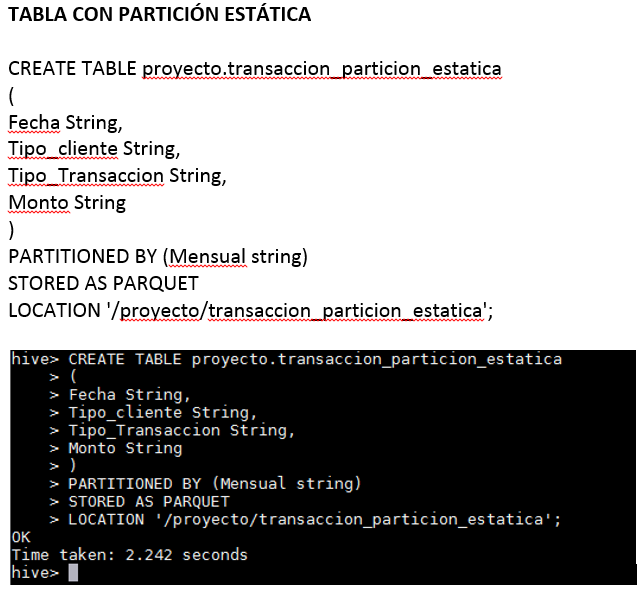 TABLA CON PARTICIÓN ESTÁTICA
CREATE TABLE proyecto.transaccion_particion_estatica
(
Fecha String,
Tipo_cliente String,
Tipo_Transaccion String,
Monto String
)
PARTITIONED BY (Mensual string)
STORED AS PARQUET
LOCATION '/proyecto/transaccion_particion_estatica';
hive> CREATE TABLE proyecto.transaccion_particion_estatica
    > (
    > Fecha String,
    > Tipo_cliente String,
    > Tipo_Transaccion String,
    > Monto String
    > )
    > PARTITIONED BY (Mensual string)
    > STORED AS PARQUET
    > LOCATION '/proyecto/transaccion_particion_estatica';
OK
Time taken: 2.242 seconds
hive>